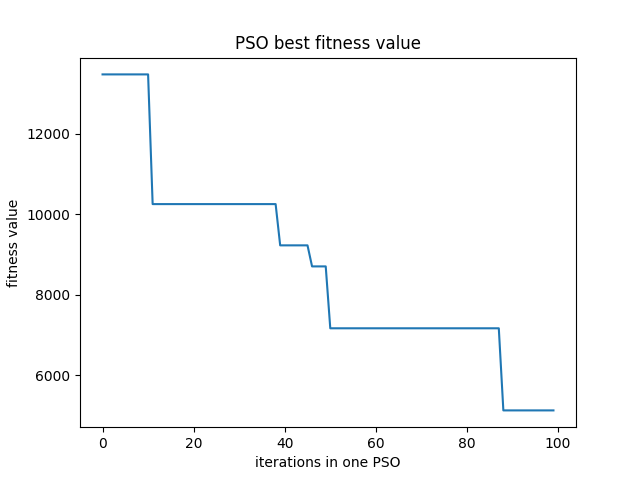 PSO best fitness value
12000
10000
8000
6000
fitness value
0 20 40 60 80 100
iterations in one PSO